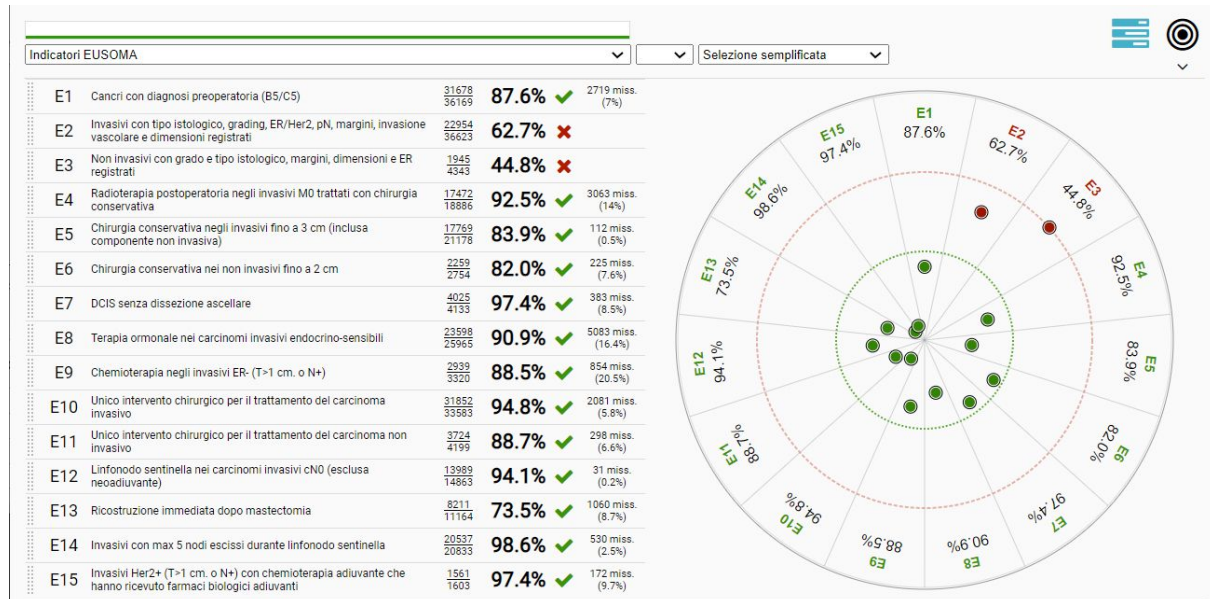 Indicatori EUSOMA
Selezione semplificata
E1 Cancri con diagnosi preoperatoria (B5/C5) 31678 36169 87.6% 2719 miss. (7%)
E2 Invasivi con tipo istologico, grading, ER/Her2, pN, margini, invasione
vascolare e dimensioni registrati 22954 36623 62.7%
E3 Non invasivi con grado e tipo istologico, margini, dimensioni e ER
registrati 1945 4343 44.8%
E4 Radioterapia postoperatoria negli invasivi M0 trattati con chirurgia
conservativa 17472 18886 92.5% 3063 miss. (14%)
E5 Chirurgia conservativa negli invasivi fino a 3 cm (inclusa
componente non invasiva) 17769 21178 83.9% 112 miss. (0.5%)
E6 Chirurgia conservativa nei non invasivi fino a 2 cm 2259 2754 82.0% 225 miss. (7.6%)
E7 DCIS senza dissezione ascellare 4025 4133 97.4% 383 miss. (8.5%)
E8 Terapia ormonale nei carcinomi invasivi endocrino-sensibili 23598 25965 90.9% 5083 miss. (16.4%)
E9 Chemioterapia negli invasivi ER- (T>1 cm. o N+) 2939 3320 88.5% 854 miss. (20.5%)
E10 Unico intervento chirurgico per il trattamento del carcinoma
invasivo 31852 33583 94.8% 2081 miss. (5.8%)
E11 Unico intervento chirurgico per il trattamento del carcinoma non
invasivo 3724 4199 88.7% 298 miss. (6.6%)
E12 Linfonodo sentinella nei carcinomi invasivi cN0 (esclusa
neoadiuvante) 13989 14863 94.1% 31 miss. (0.2%)
E13 Ricostruzione immediata dopo mastectomia 8211 11164 73.5% 1060 miss. (8.7%)
E14 Invasivi con max 5 nodi escissi durante linfonodo sentinella 20537 20833 98.6% 530 miss. (2.5%)
E15 Invasivi Her2+ (T>1 cm. o N+) con chemioterapia adiuvante che
hanno ricevuto farmaci biologici adiuvanti 1561 1603 97.4% 172 miss. (9.7%)
E1
87.6%
E2
62.7%
E3
44.8%
E4
92.5%
E5
83.9%
E6
82.0%
E7
97.4%
E8
90.9%
E9
88.5%
E10
94.8%
E11
88.7%
E12
94.1%
E13
73.5%
E14
98.6%
E15
97.4%